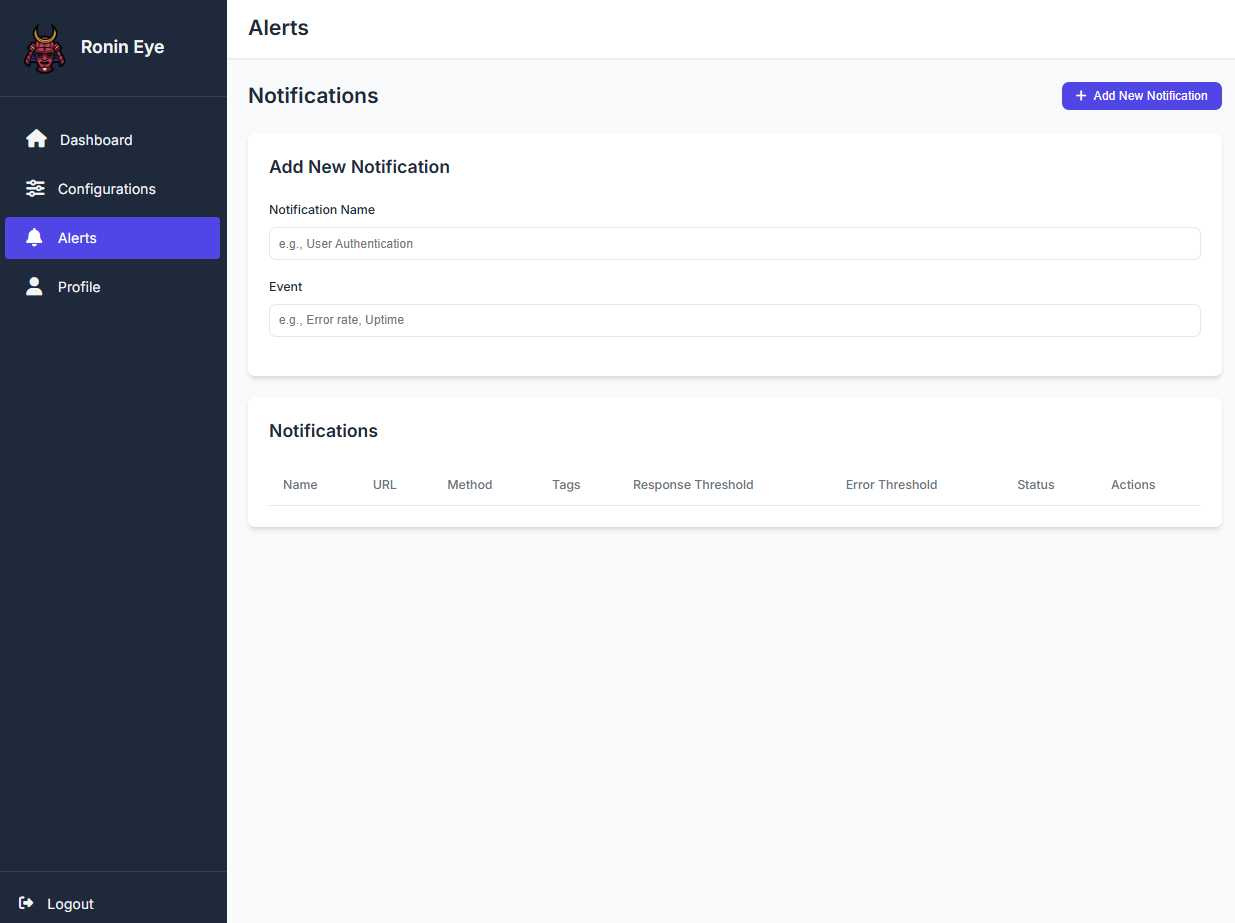 Ronin Eye
Dashboard
Configurations
Alerts
Profile
Logout
Alerts
Notifications
+ Add New Notification
Add New Notification
Notification Name
e.g., User Authentication
Event
e.g., Error rate, Uptime
Notifications
Name URL Method Tags Response Threshold Error Threshold Status Actions